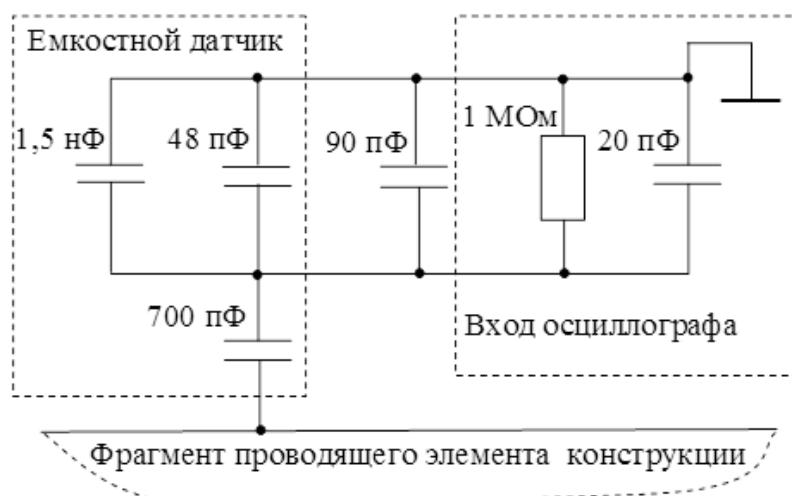 Емкостной датчик
1,5 нФ
48 пФ
90 пФ
1 МОм
20 пФ
700 пФ
Вход осциллографа
Фрагмент проводящего элемента конструкции